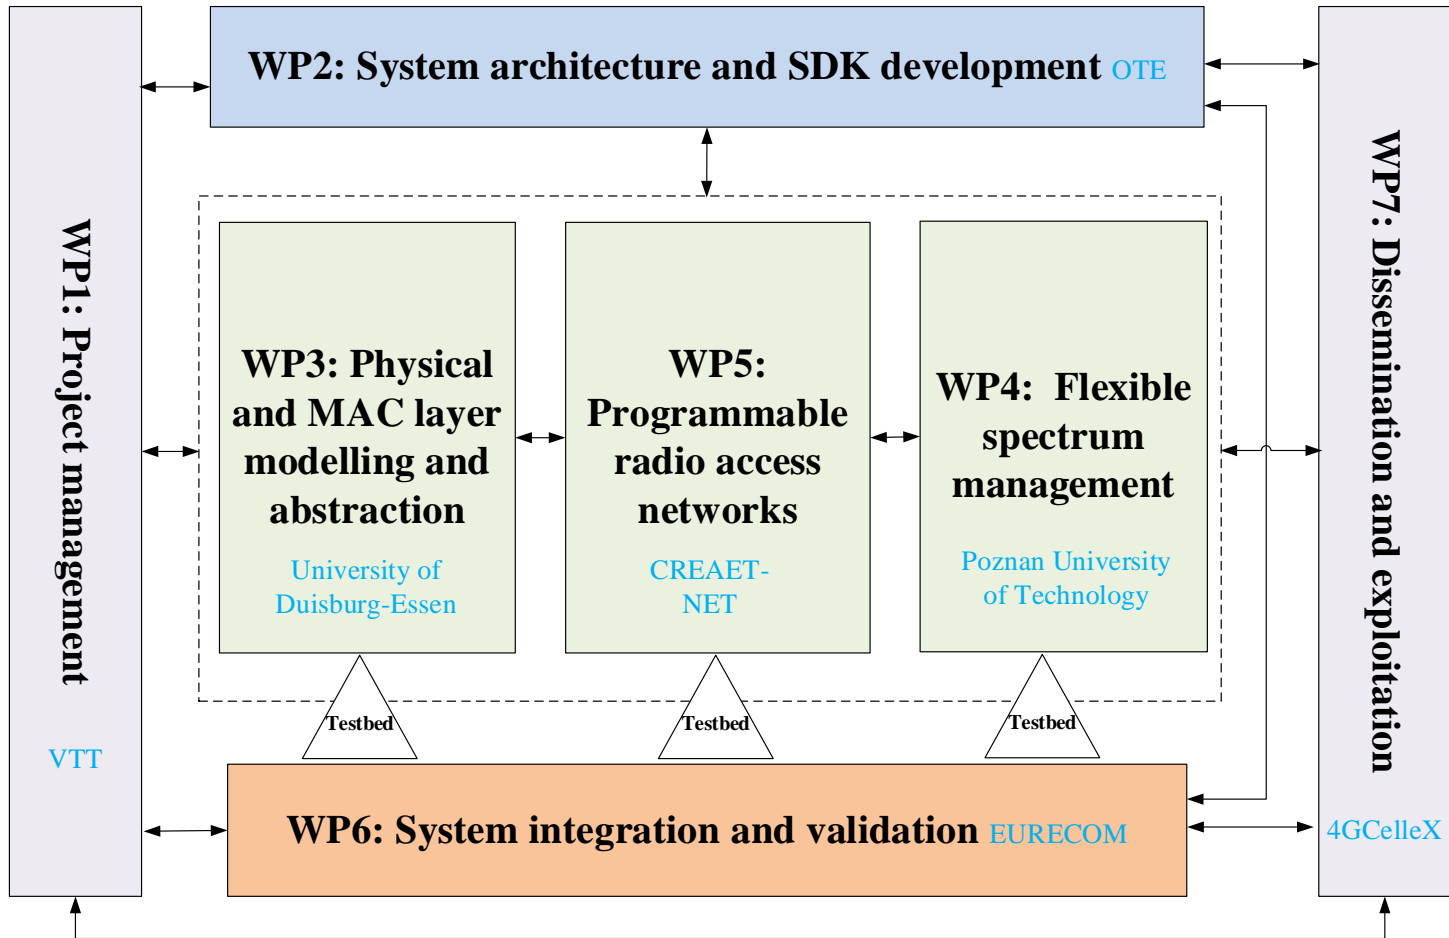 WP2: System architecture and SDK development OTE
WP1: Project management
VTT
WP3: Physical
and MAC layer
modelling and
abstraction
University of
Duisburg-Essen
WP5:
Programmable
radio access
networks
CREAET-
NET
WP4: Flexible
spectrum
management
Poznan University
of Technology
WP7: Dissemination and exploitation
4GCelleX
Testbed
Testbed
Testbed
WP6: System integration and validation EURECOM